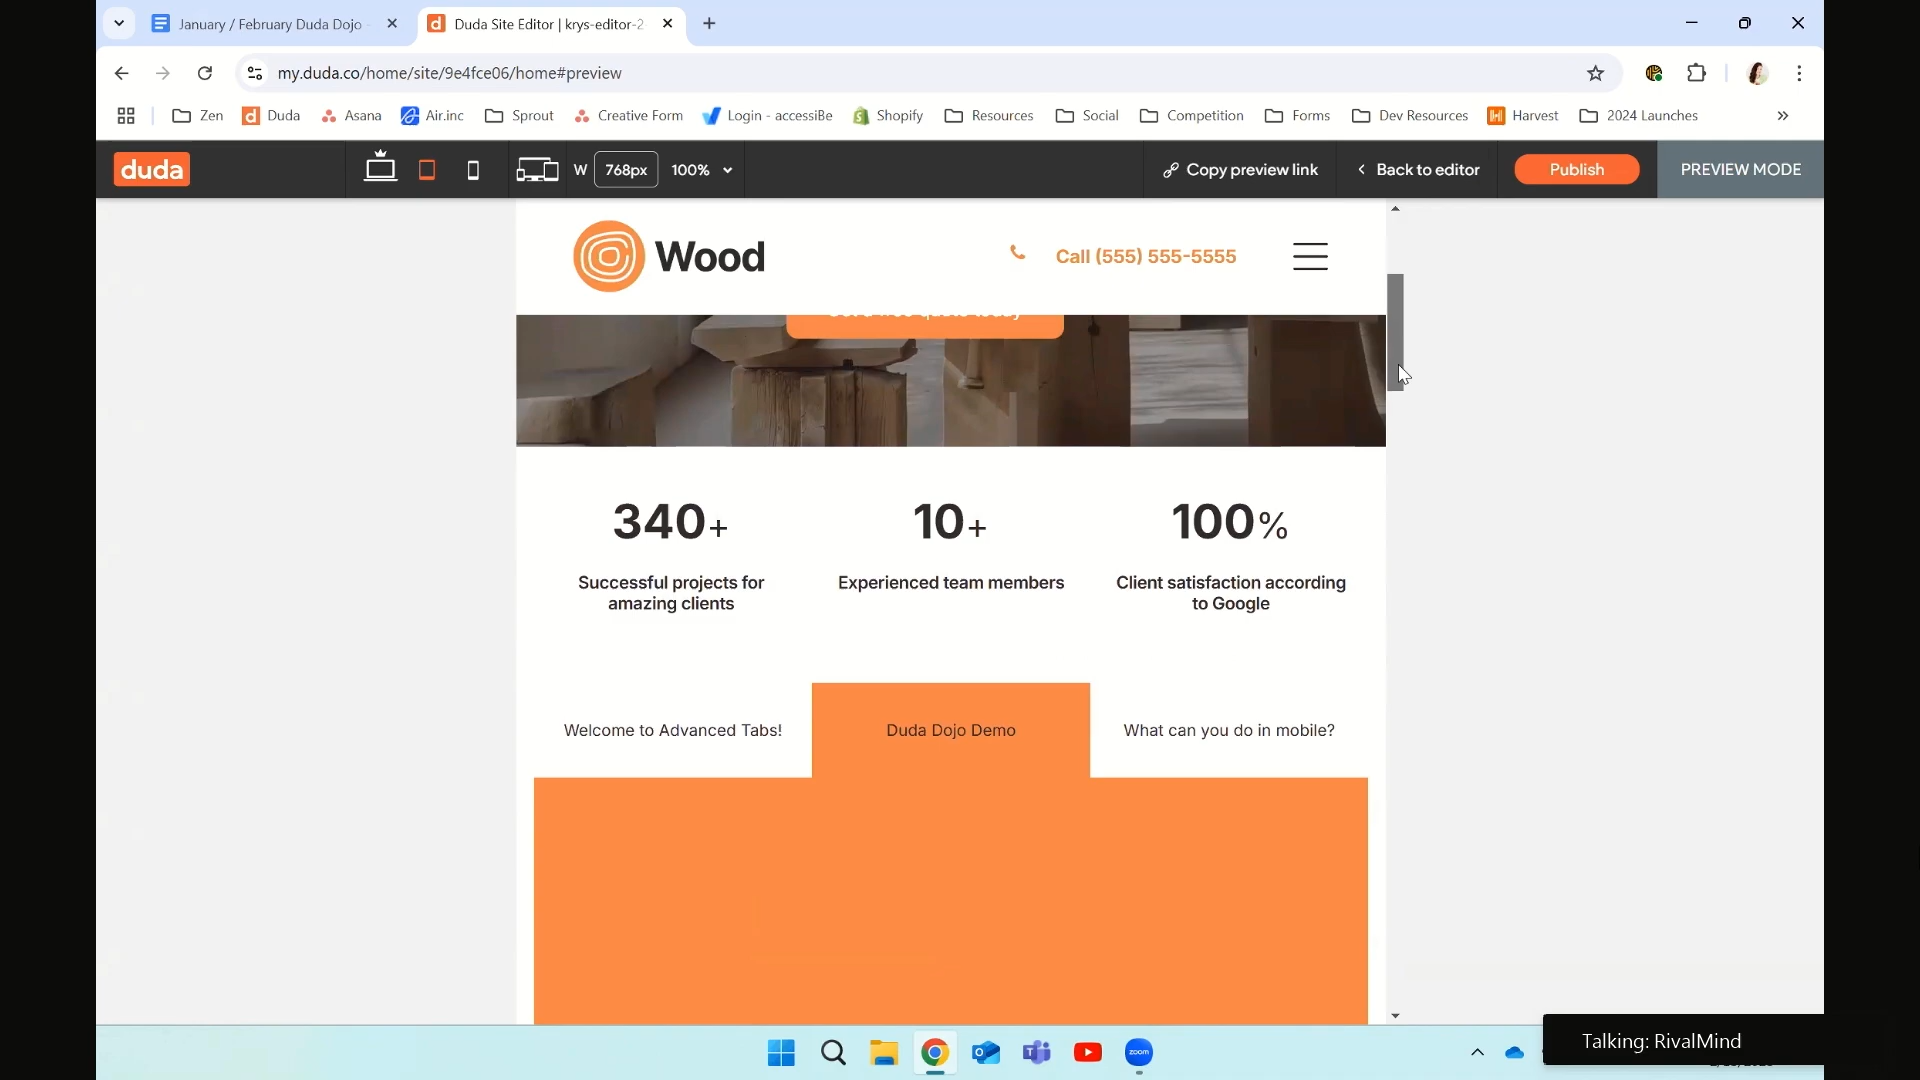 January / February Duda Dojo
Duda Site Editor | krys-editor-2
my.duda.co/home/site/9e4fce06/home#preview
Zen
Duda
Asana
Air.inc
Sprout
Creative Form
Login - accessiBe
Shopify
Resources
Social
Competition
Forms
Dev Resources
Harvest
2024 Launches
duda
W
768px
100%
Copy preview link
Back to editor
Publish
PREVIEW MODE
Wood
Call (555) 555-5555
340+
10+
100%
Successful projects for
amazing clients
Experienced team members
Client satisfaction according
to Google
Welcome to Advanced Tabs!
Duda Dojo Demo
What can you do in mobile?
zoom
Talking: RivalMind